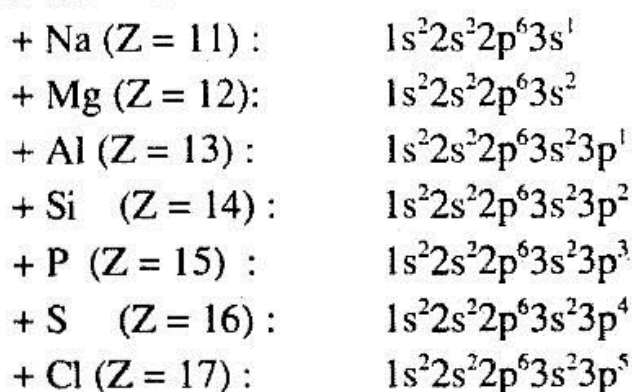 + Na (Z = 11) : 1s²2s²2p⁶3s¹
+ Mg (Z = 12): 1s²2s²2p⁶3s²
+ Al (Z = 13) : 1s²2s²2p⁶3s²3p¹
+ Si (Z = 14) : 1s²2s²2p⁶3s²3p²
+ P (Z = 15) : 1s²2s²2p⁶3s²3p³
+ S (Z = 16) : 1s²2s²2p⁶3s²3p⁴
+ Cl (Z = 17) : 1s²2s²2p⁶3s²3p⁵